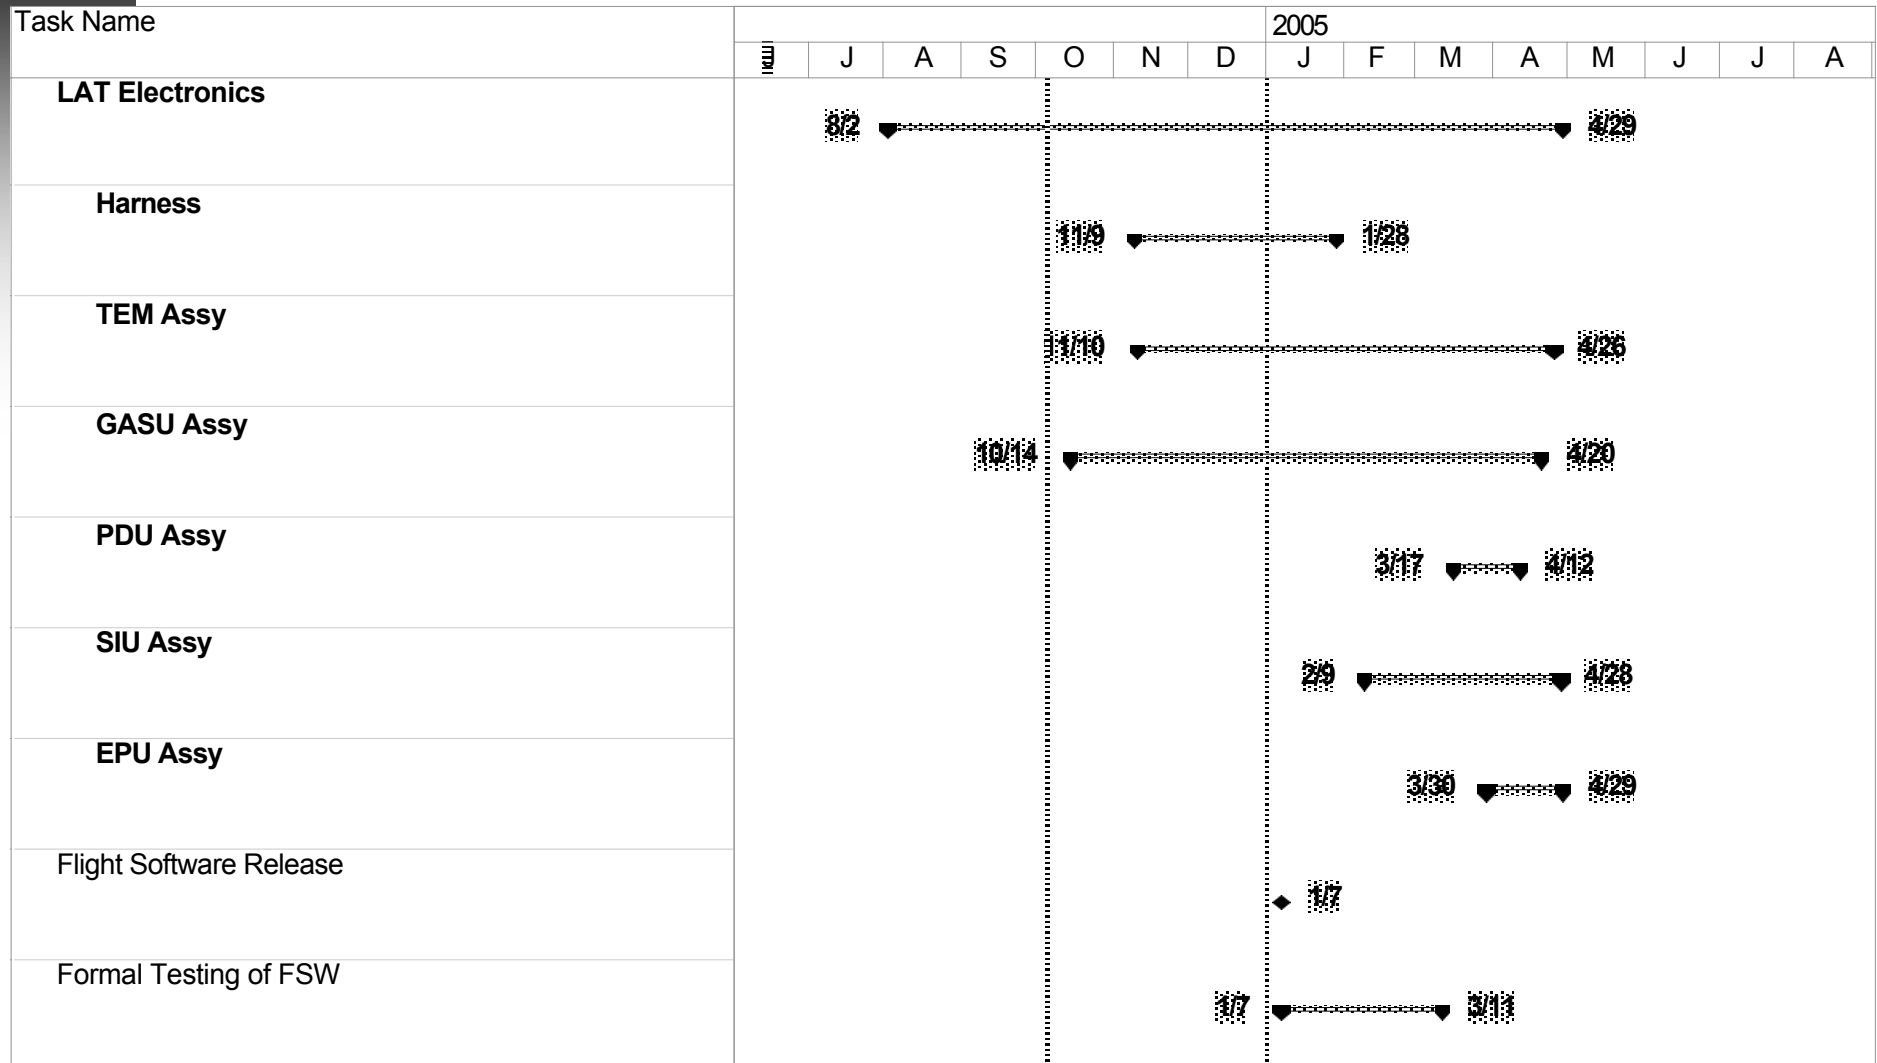 Task Name
2005
J J A S O N D J F M A M J J A
LAT Electronics
8/2 4/29
Harness
11/9 1/28
TEM Assy
11/10 4/26
GASU Assy
10/14 4/20
PDU Assy
3/17 4/12
SIU Assy
2/9 4/28
EPU Assy
3/30 4/29
Flight Software Release
1/7
Formal Testing of FSW
1/7 3/11